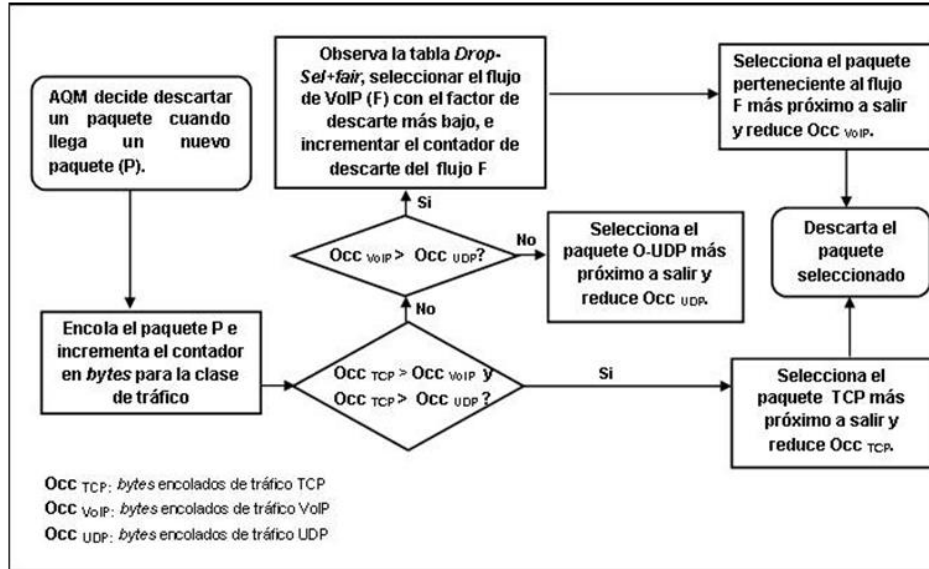 AQM decide descartar
un paquete cuando
llega un nuevo
paquete (P).
Observa la tabla Drop-
Sel+fair, seleccionar el flujo
de VoIP (F) con el factor de
descarte más bajo, e
incrementar el contador de
descarte del flujo F
Selecciona el paquete
perteneciente al flujo
F más próximo a salir
y reduce Occ VoIP.
Si
Occ VoIP > Occ UDP?
No
Selecciona el
paquete O-UDP más
próximo a salir y
reduce Occ UDP.
Descarta el
paquete
seleccionado
No
Encola el paquete P e
incrementa el contador
en bytes para la clase
de tráfico
Occ TCP > Occ VoIP y
Occ TCP > Occ UDP ?
Si
Selecciona el
paquete TCP más
próximo a salir y
reduce Occ TCP.
Occ TCP: bytes encolados de tráfico TCP
Occ VoIP: bytes encolados de tráfico VoIP
Occ UDP: bytes encolados de tráfico UDP